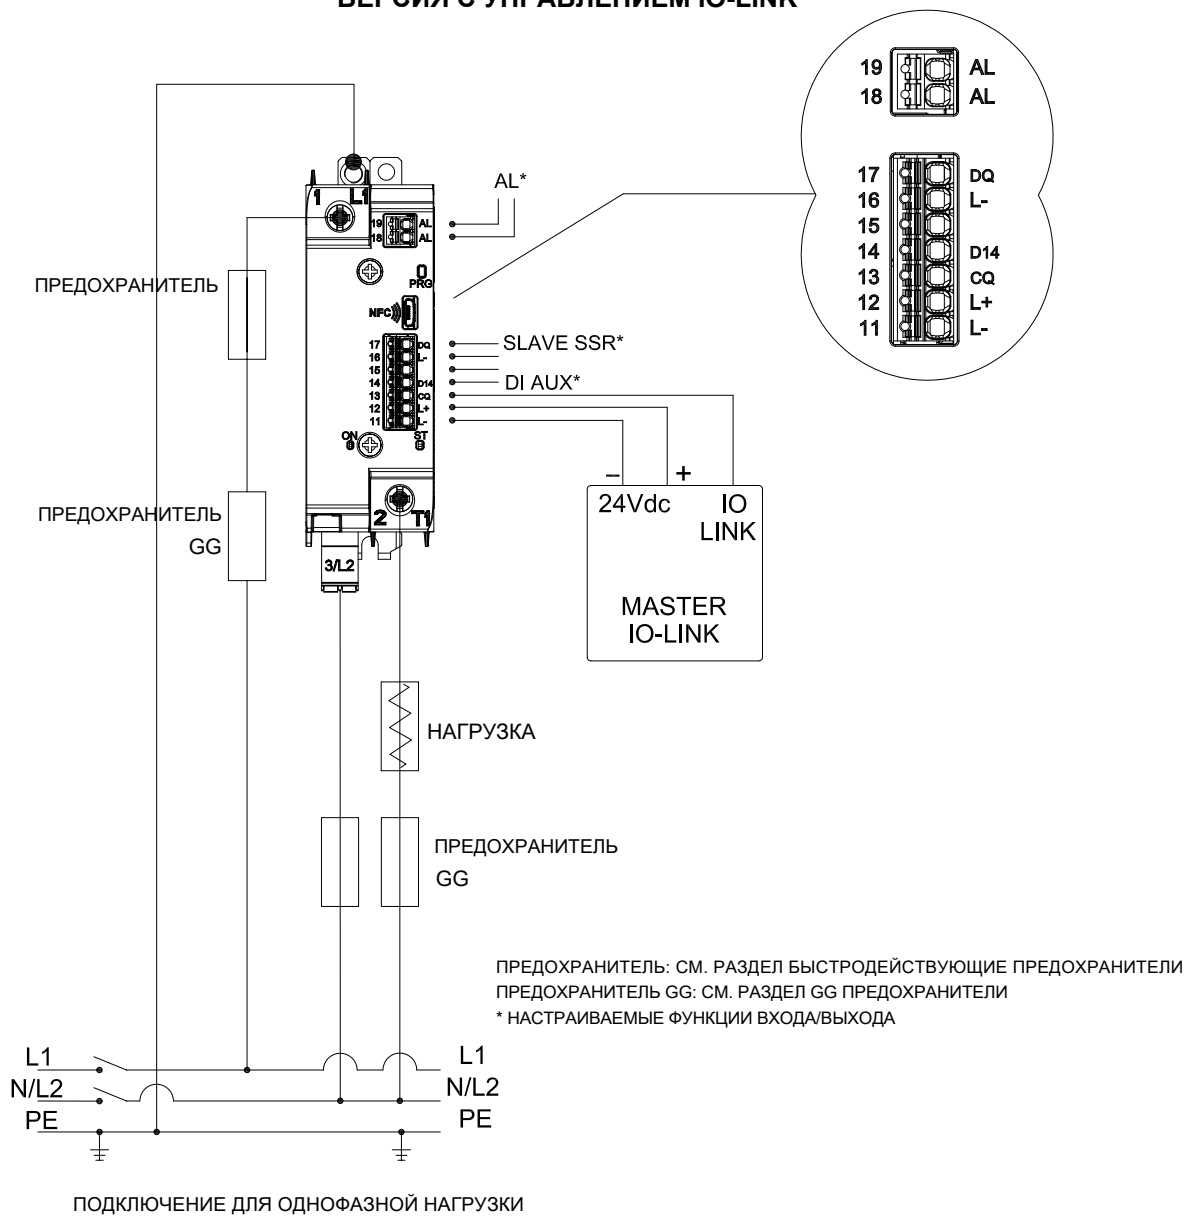 ВЕРСИЯ С УПРАВЛЕНИЕМ IO-LINK
19 AL
18 AL
17 DQ
16 L-
15
14 D14
13 CQ
12 L+
11 L-
1 L1
19 AL
18 AL
AL*
PRG
NFC
17 DQ
16 L-
15
14 D14
13 CQ
12 L+
11 L-
ON ST
2 T1
3/L2
SLAVE SSR*
DI AUX*
ПРЕДОХРАНИТЕЛЬ
ПРЕДОХРАНИТЕЛЬ
GG
– +
24Vdc IO
LINK
MASTER
IO-LINK
НАГРУЗКА
ПРЕДОХРАНИТЕЛЬ
GG
ПРЕДОХРАНИТЕЛЬ: СМ. РАЗДЕЛ БЫСТРОДЕЙСТВУЮЩИЕ ПРЕДОХРАНИТЕЛИ
ПРЕДОХРАНИТЕЛЬ GG: СМ. РАЗДЕЛ GG ПРЕДОХРАНИТЕЛИ
* НАСТРАИВАЕМЫЕ ФУНКЦИИ ВХОДА/ВЫХОДА
L1 L1
N/L2 N/L2
PE PE
ПОДКЛЮЧЕНИЕ ДЛЯ ОДНОФАЗНОЙ НАГРУЗКИ